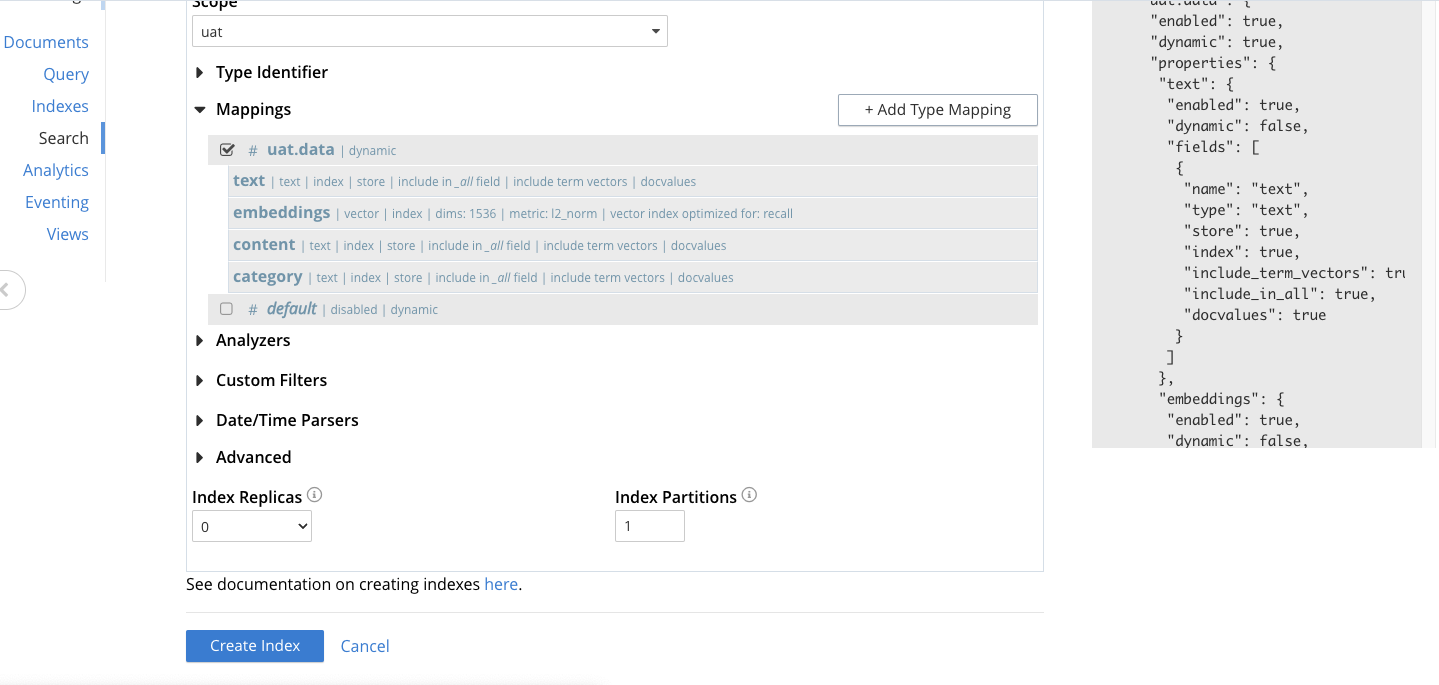 Documents
Query
Indexes
Search
Analytics
Eventing
Views
Scope
uat
Type Identifier
Mappings
+ Add Type Mapping
# uat.data | dynamic
text | text | index | store | include in _all field | include term vectors | docvalues
embeddings | vector | index | dims: 1536 | metric: l2_norm | vector index optimized for: recall
content | text | index | store | include in _all field | include term vectors | docvalues
category | text | index | store | include in _all field | include term vectors | docvalues
# default | disabled | dynamic
Analyzers
Custom Filters
Date/Time Parsers
Advanced
Index Replicas
0
Index Partitions
1
See documentation on creating indexes here.
Create Index
Cancel
"enabled": true,
"dynamic": true,
"properties": {
"text": {
"enabled": true,
"dynamic": false,
"fields": [
{
"name": "text",
"type": "text",
"store": true,
"index": true,
"include_term_vectors": tru
"include_in_all": true,
"docvalues": true
}
]
},
"embeddings": {
"enabled": true,
"dynamic": false,